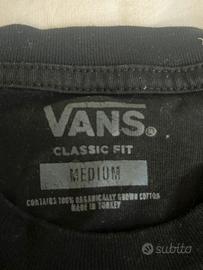 VANS®
CLASSIC FIT
MEDIUM
CONTAINS 100% ORGANICALLY GROWN COTTON
MADE IN TURKEY
subito